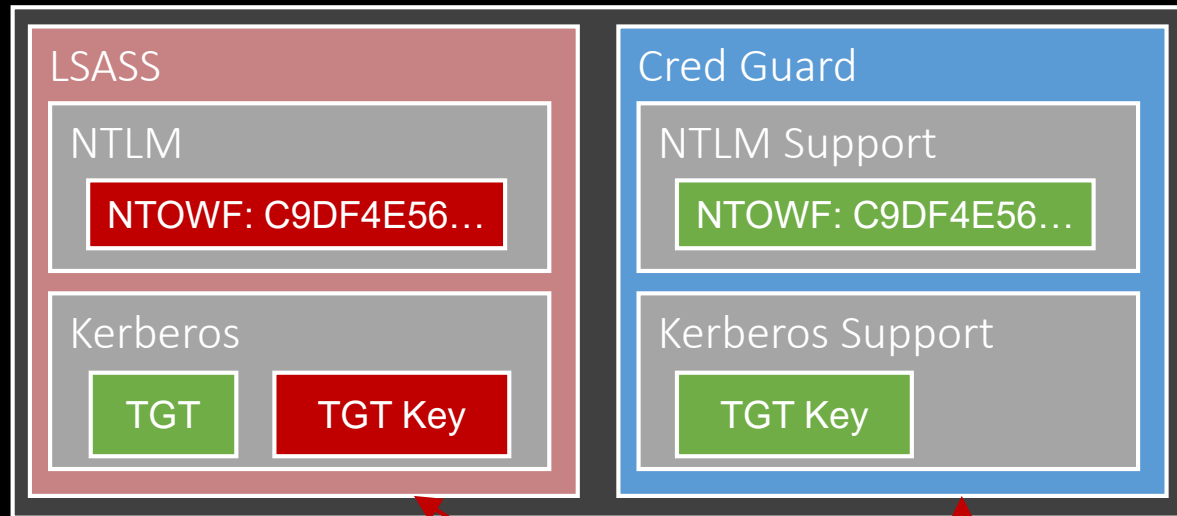 LSASS
NTLM
NTOWF: C9DF4E56…
Kerberos
TGT
TGT Key
Cred Guard
NTLM Support
NTOWF: C9DF4E56…
Kerberos Support
TGT Key